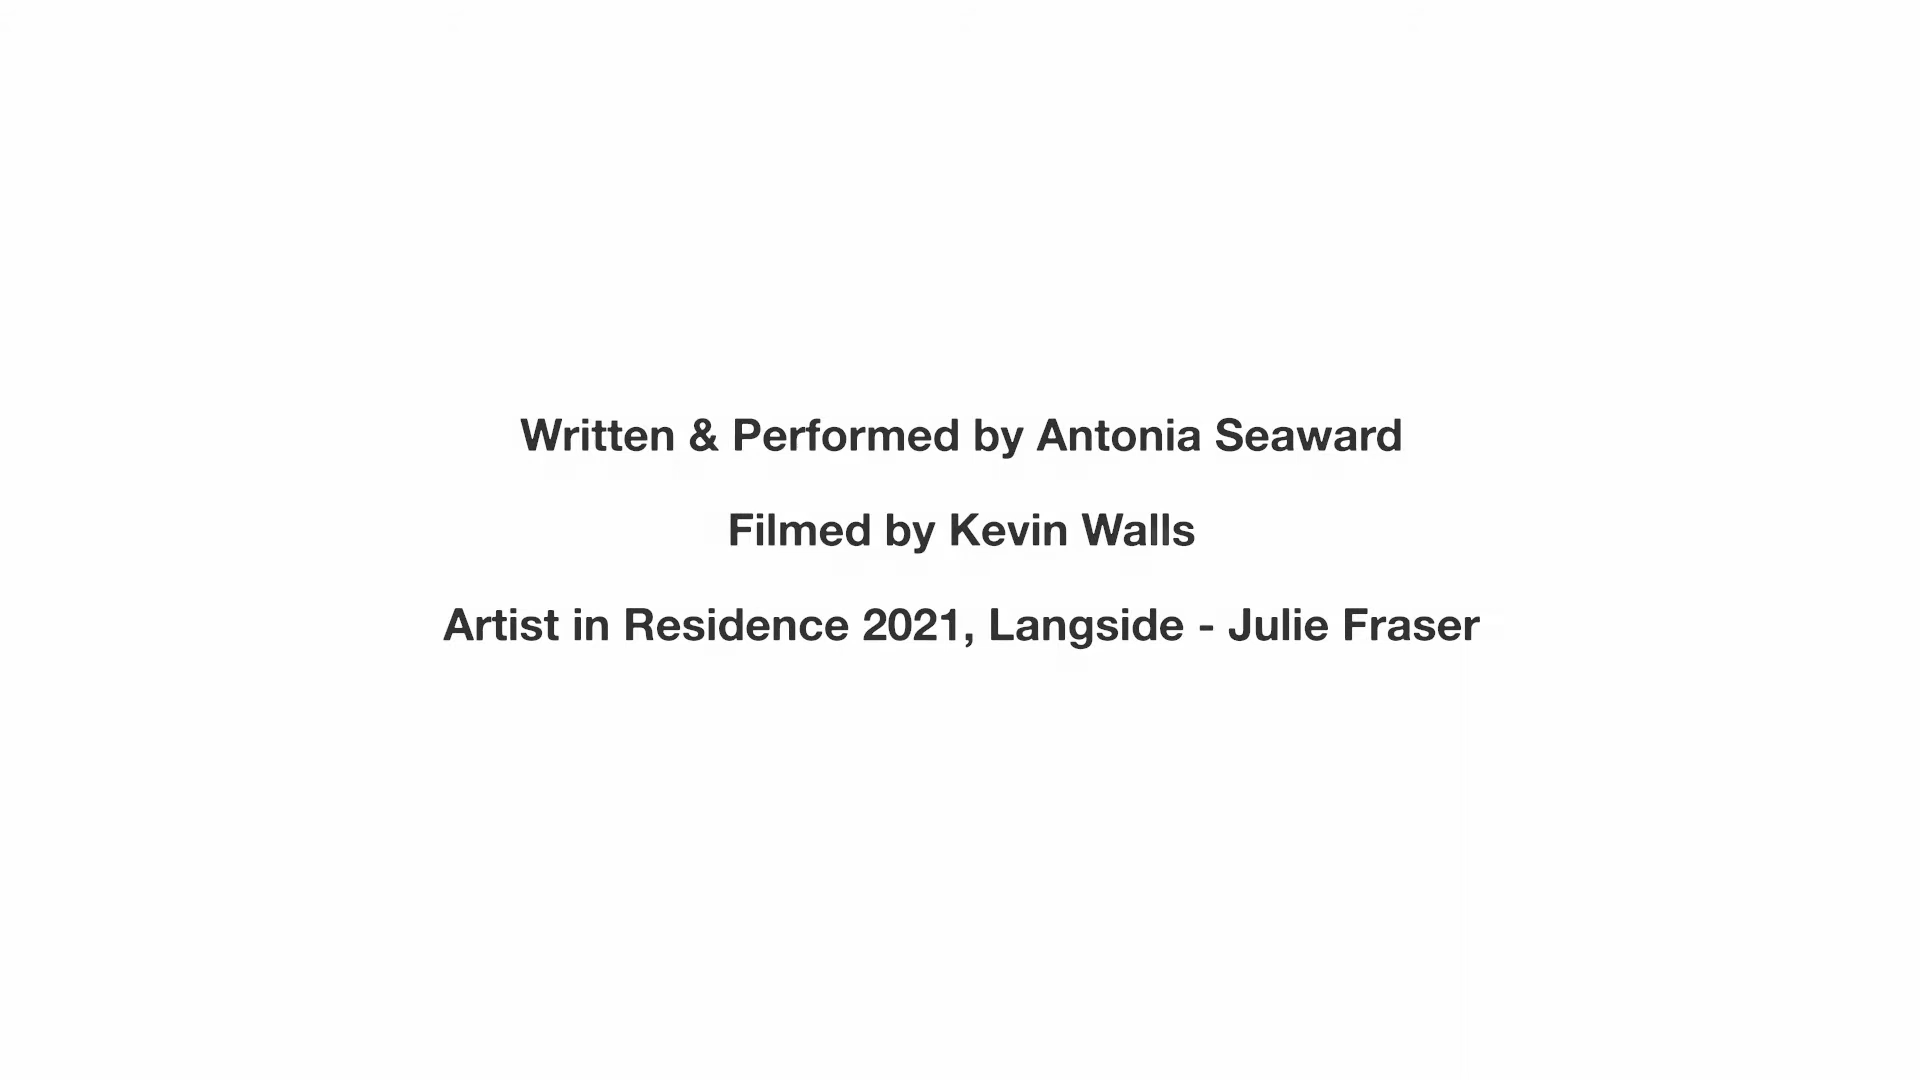 Written & Performed by Antonia Seaward
Filmed by Kevin Walls
Artist in Residence 2021, Langside - Julie Fraser